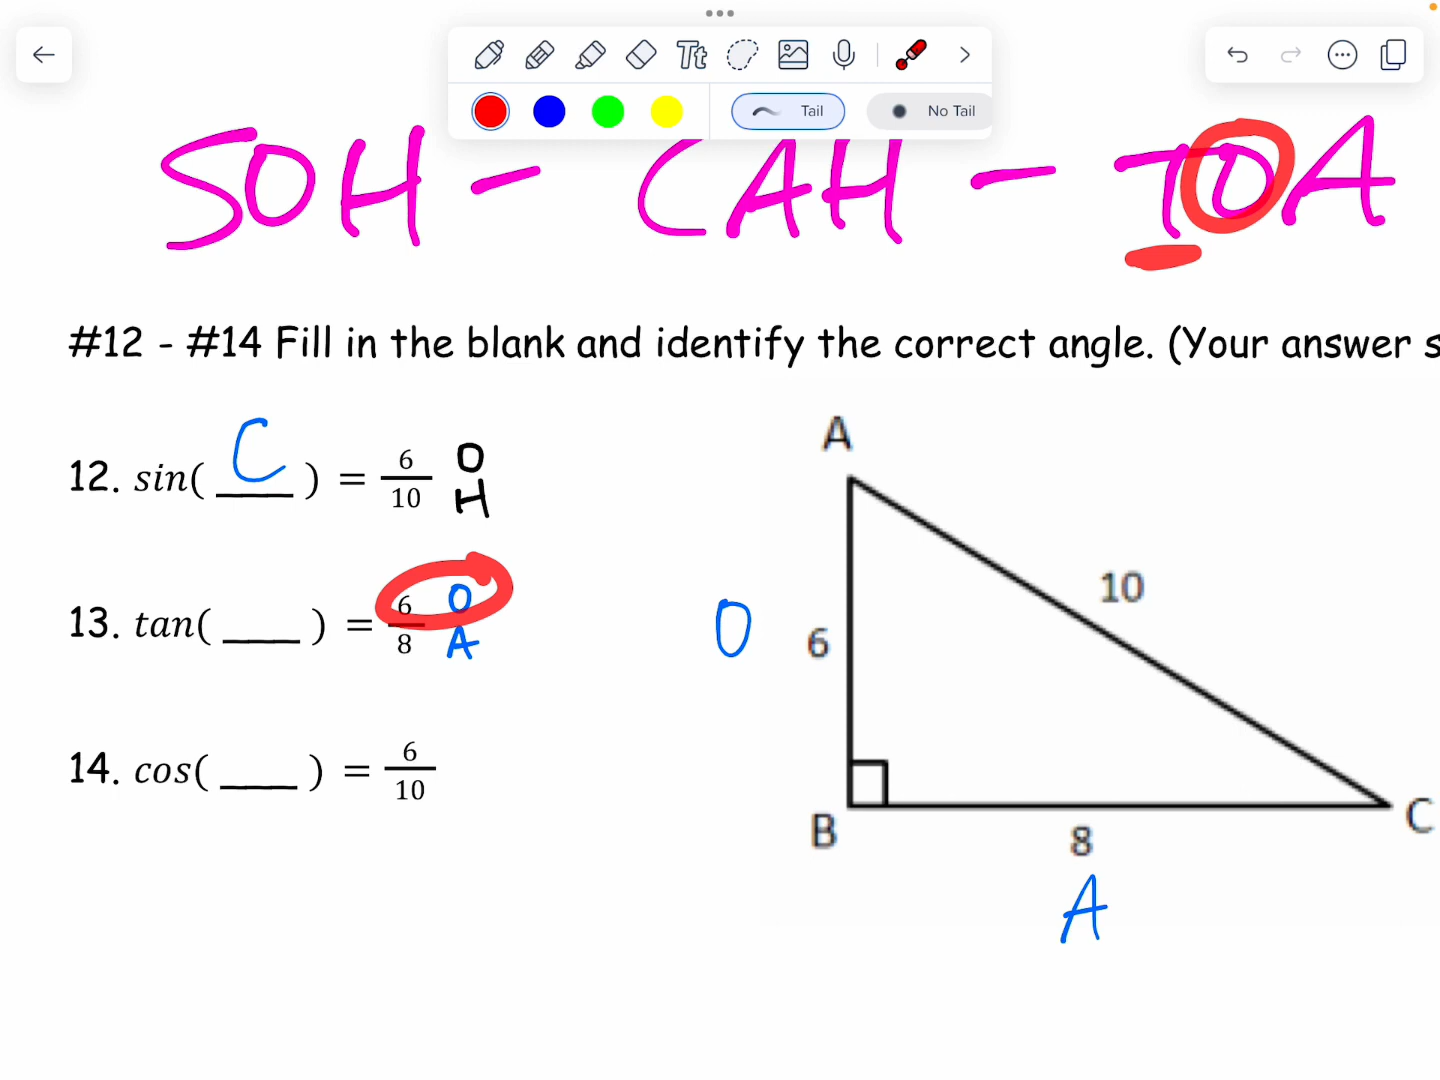 Tt
Tail
No Tail
SOH - CAH - TOA
#12 - #14 Fill in the blank and identify the correct angle. (Your answer s
12. sin( C ) = 6/10 O H
13. tan( ___ ) = 6/8 O A
14. cos( ___ ) = 6/10
A
10
O 6
B
C
8
A